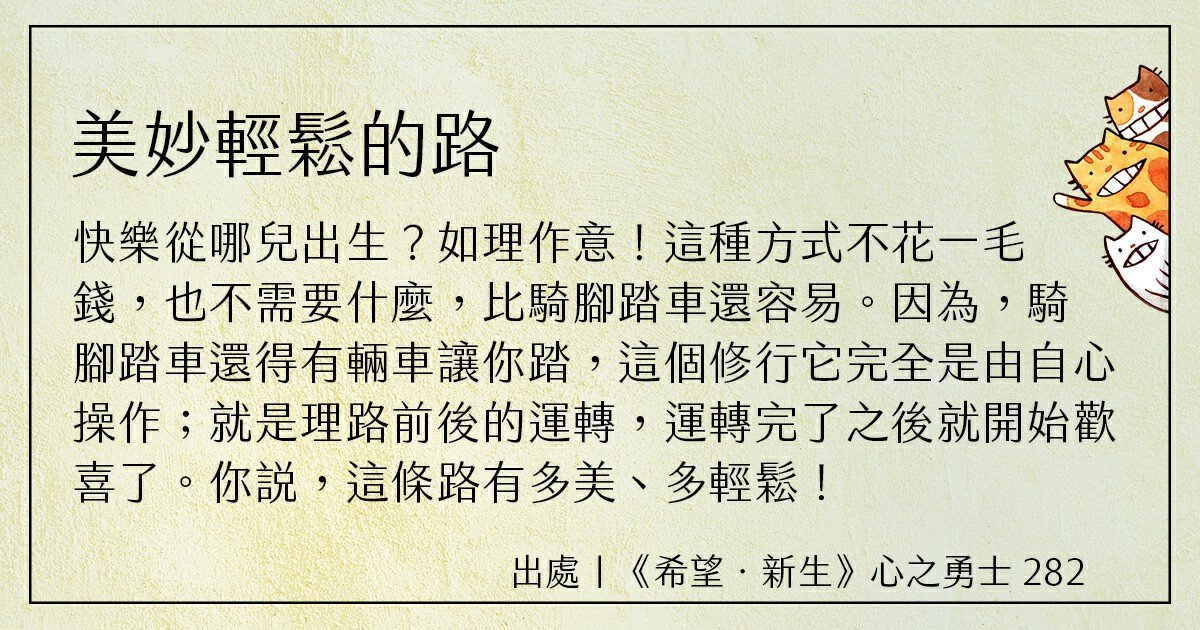 美妙輕鬆的路
快樂從哪兒出生？如理作意！這種方式不花一毛
錢，也不需要什麼，比騎腳踏車還容易。因為，騎
腳踏車還得有輛車讓你踏，這個修行它完全是由自心
操作；就是理路前後的運轉，運轉完了之後就開始歡
喜了。你說，這條路有多美、多輕鬆！
出處｜《希望．新生》心之勇士 282